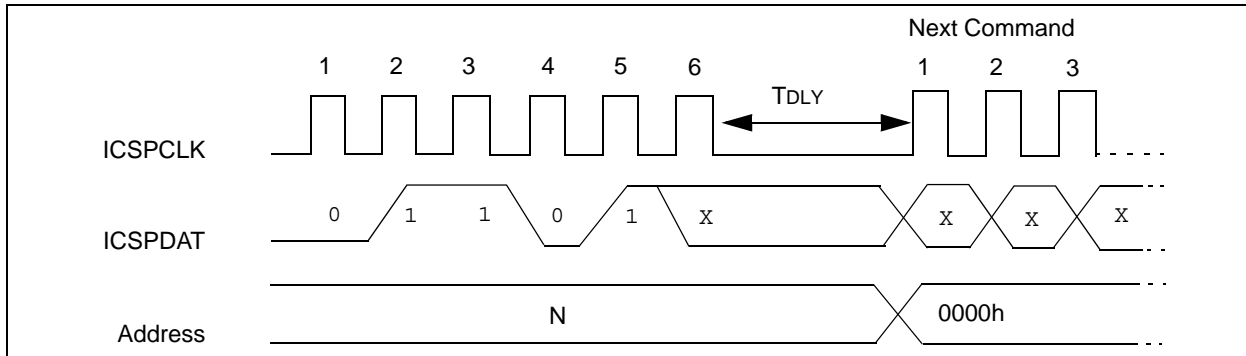 Next Command
1 2 3 4 5 6 1 2 3
TDLY
ICSPCLK
0 1 1 0 1 X X X X
ICSPDAT
N 0000h
Address